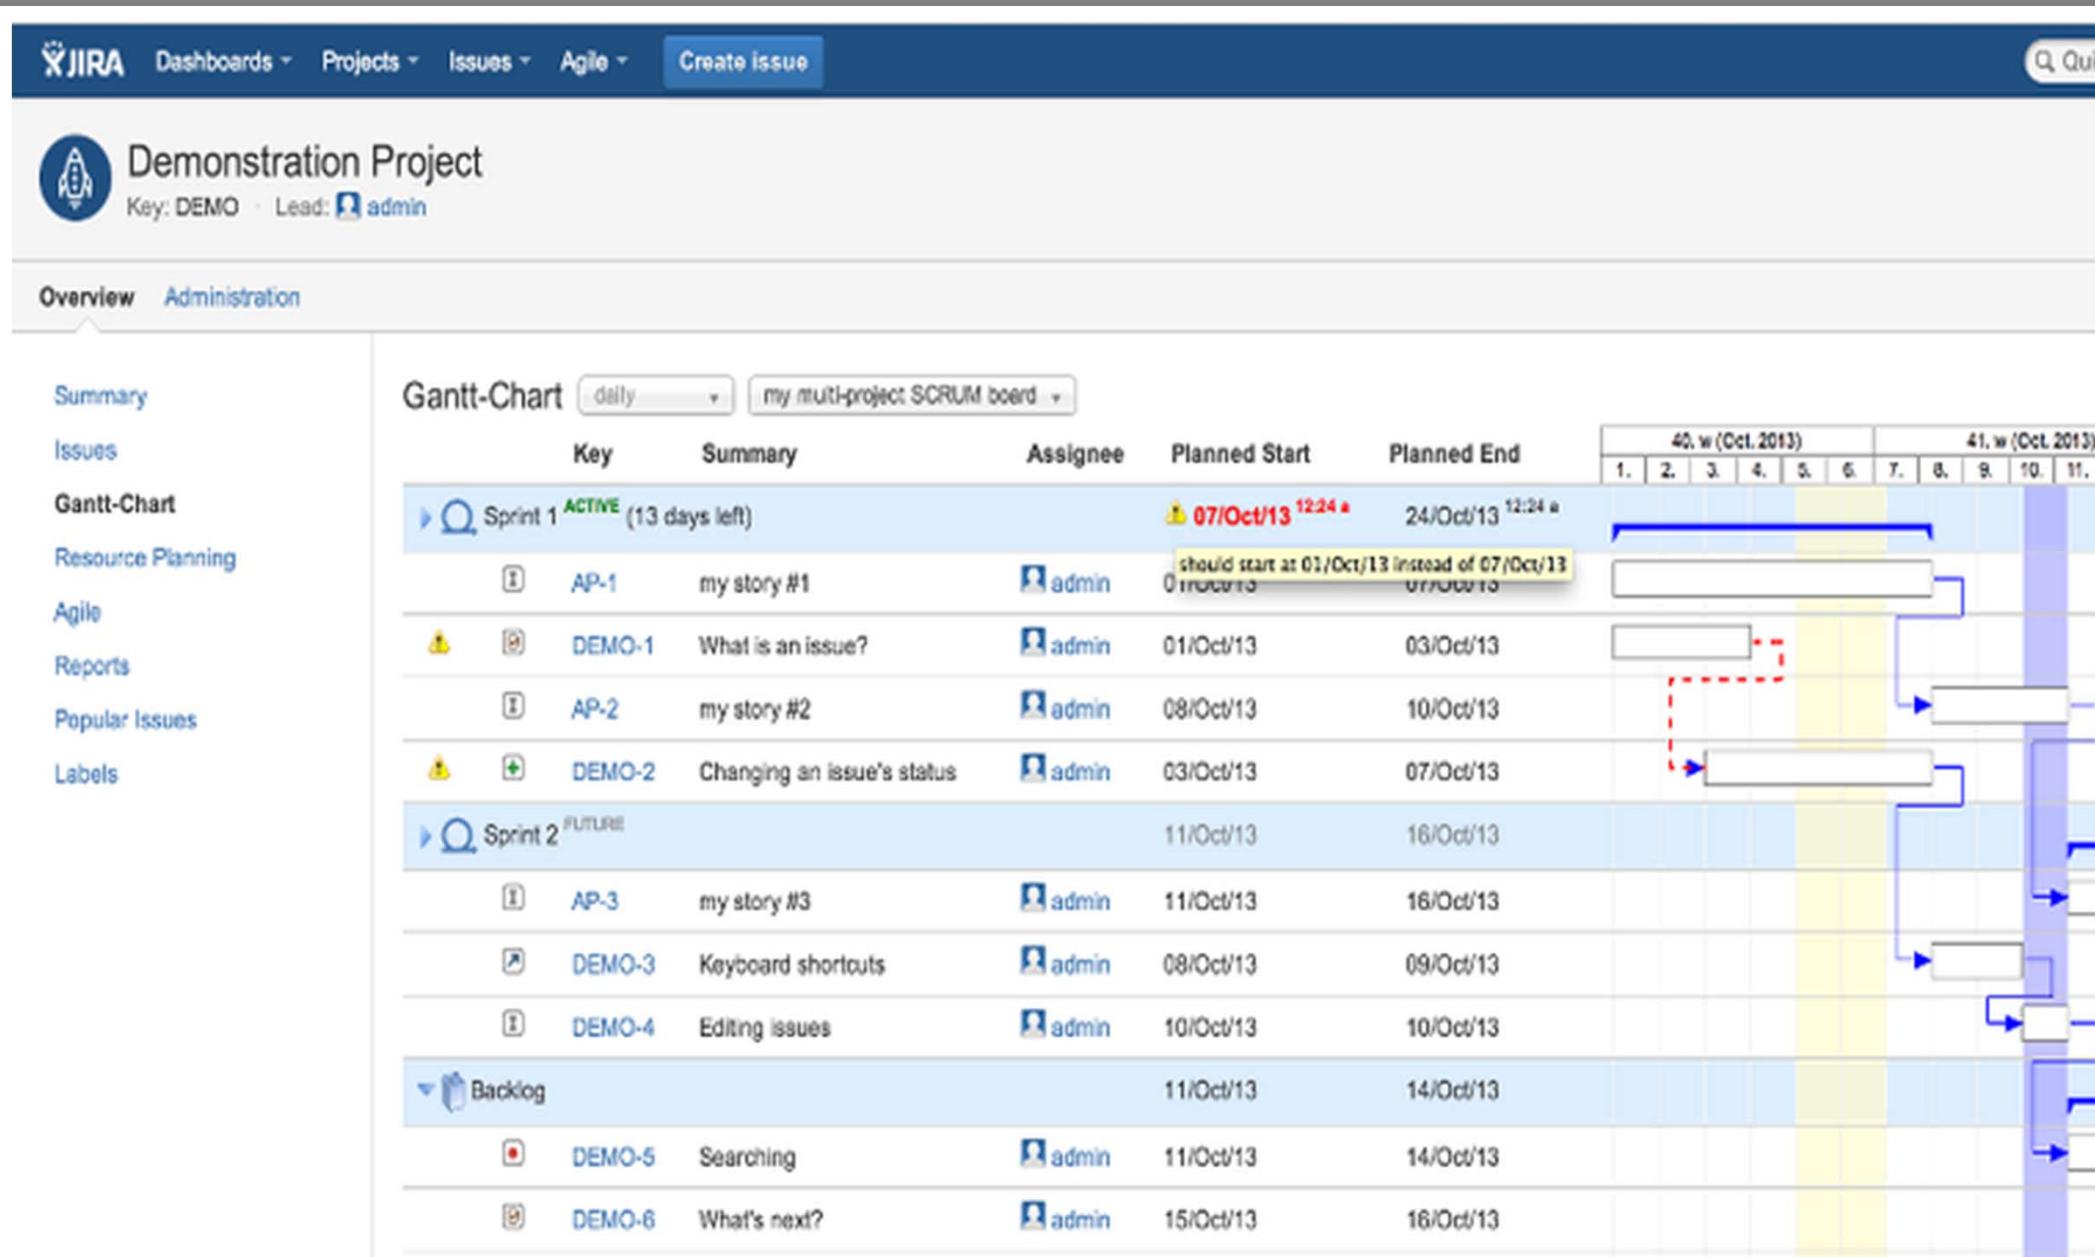 JIRA Dashboards Projects Issues Agile Create issue Qui
Demonstration Project
Key: DEMO · Lead: admin
Overview Administration
Summary
Issues
Gantt-Chart
Resource Planning
Agile
Reports
Popular Issues
Labels
Gantt-Chart daily my multi-project SCRUM board
40. w (Oct. 2013) 41. w (Oct. 2013)
Key Summary Assignee Planned Start Planned End
1. 2. 3. 4. 5. 6. 7. 8. 9. 10. 11.
Sprint 1 ACTIVE (13 days left) 07/Oct/13 12:24 a 24/Oct/13 12:24 a
should start at 01/Oct/13 instead of 07/Oct/13
AP-1 my story #1 admin 01/Oct/13 07/Oct/13
DEMO-1 What is an issue? admin 01/Oct/13 03/Oct/13
AP-2 my story #2 admin 08/Oct/13 10/Oct/13
DEMO-2 Changing an issue's status admin 03/Oct/13 07/Oct/13
Sprint 2 FUTURE 11/Oct/13 16/Oct/13
AP-3 my story #3 admin 11/Oct/13 16/Oct/13
DEMO-3 Keyboard shortcuts admin 08/Oct/13 09/Oct/13
DEMO-4 Editing issues admin 10/Oct/13 10/Oct/13
Backlog 11/Oct/13 14/Oct/13
DEMO-5 Searching admin 11/Oct/13 14/Oct/13
DEMO-6 What's next? admin 15/Oct/13 16/Oct/13